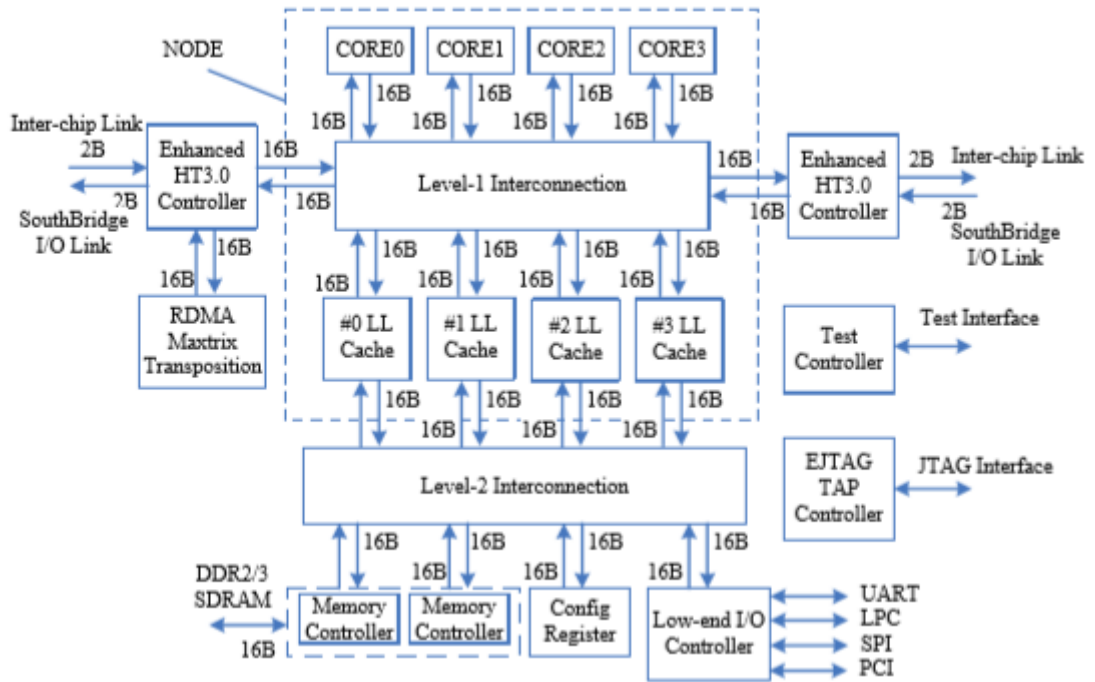 NODE
CORE0
CORE1
CORE2
CORE3
16B
16B
16B
16B
16B
16B
16B
16B
Inter-chip Link
2B
2B
SouthBridge
I/O Link
Enhanced
HT3.0
Controller
16B
16B
Level-1 Interconnection
16B
16B
Enhanced
HT3.0
Controller
2B
2B
Inter-chip Link
SouthBridge
I/O Link
16B
16B
RDMA
Maxtrix
Transposition
16B
16B
16B
16B
16B
16B
16B
16B
#0 LL
Cache
#1 LL
Cache
#2 LL
Cache
#3 LL
Cache
Test
Controller
Test Interface
16B
16B
16B
16B
16B
16B
16B
16B
Level-2 Interconnection
EJTAG
TAP
Controller
JTAG Interface
16B
16B
16B
16B
16B
16B
16B
16B
DDR2/3
SDRAM
16B
Memory
Controller
Memory
Controller
Config
Register
Low-end I/O
Controller
UART
LPC
SPI
PCI